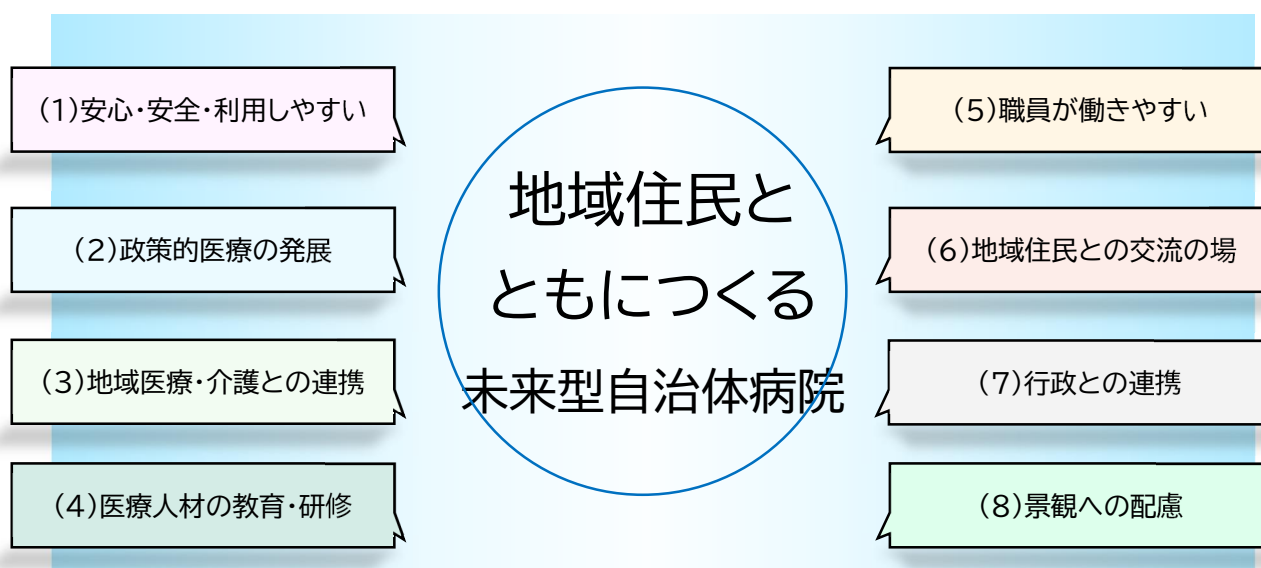 (1)安心・安全・利用しやすい
(2)政策的医療の発展
(3)地域医療・介護との連携
(4)医療人材の教育・研修
地域住民と
ともにつくる
未来型自治体病院
(5)職員が働きやすい
(6)地域住民との交流の場
(7)行政との連携
(8)景観への配慮